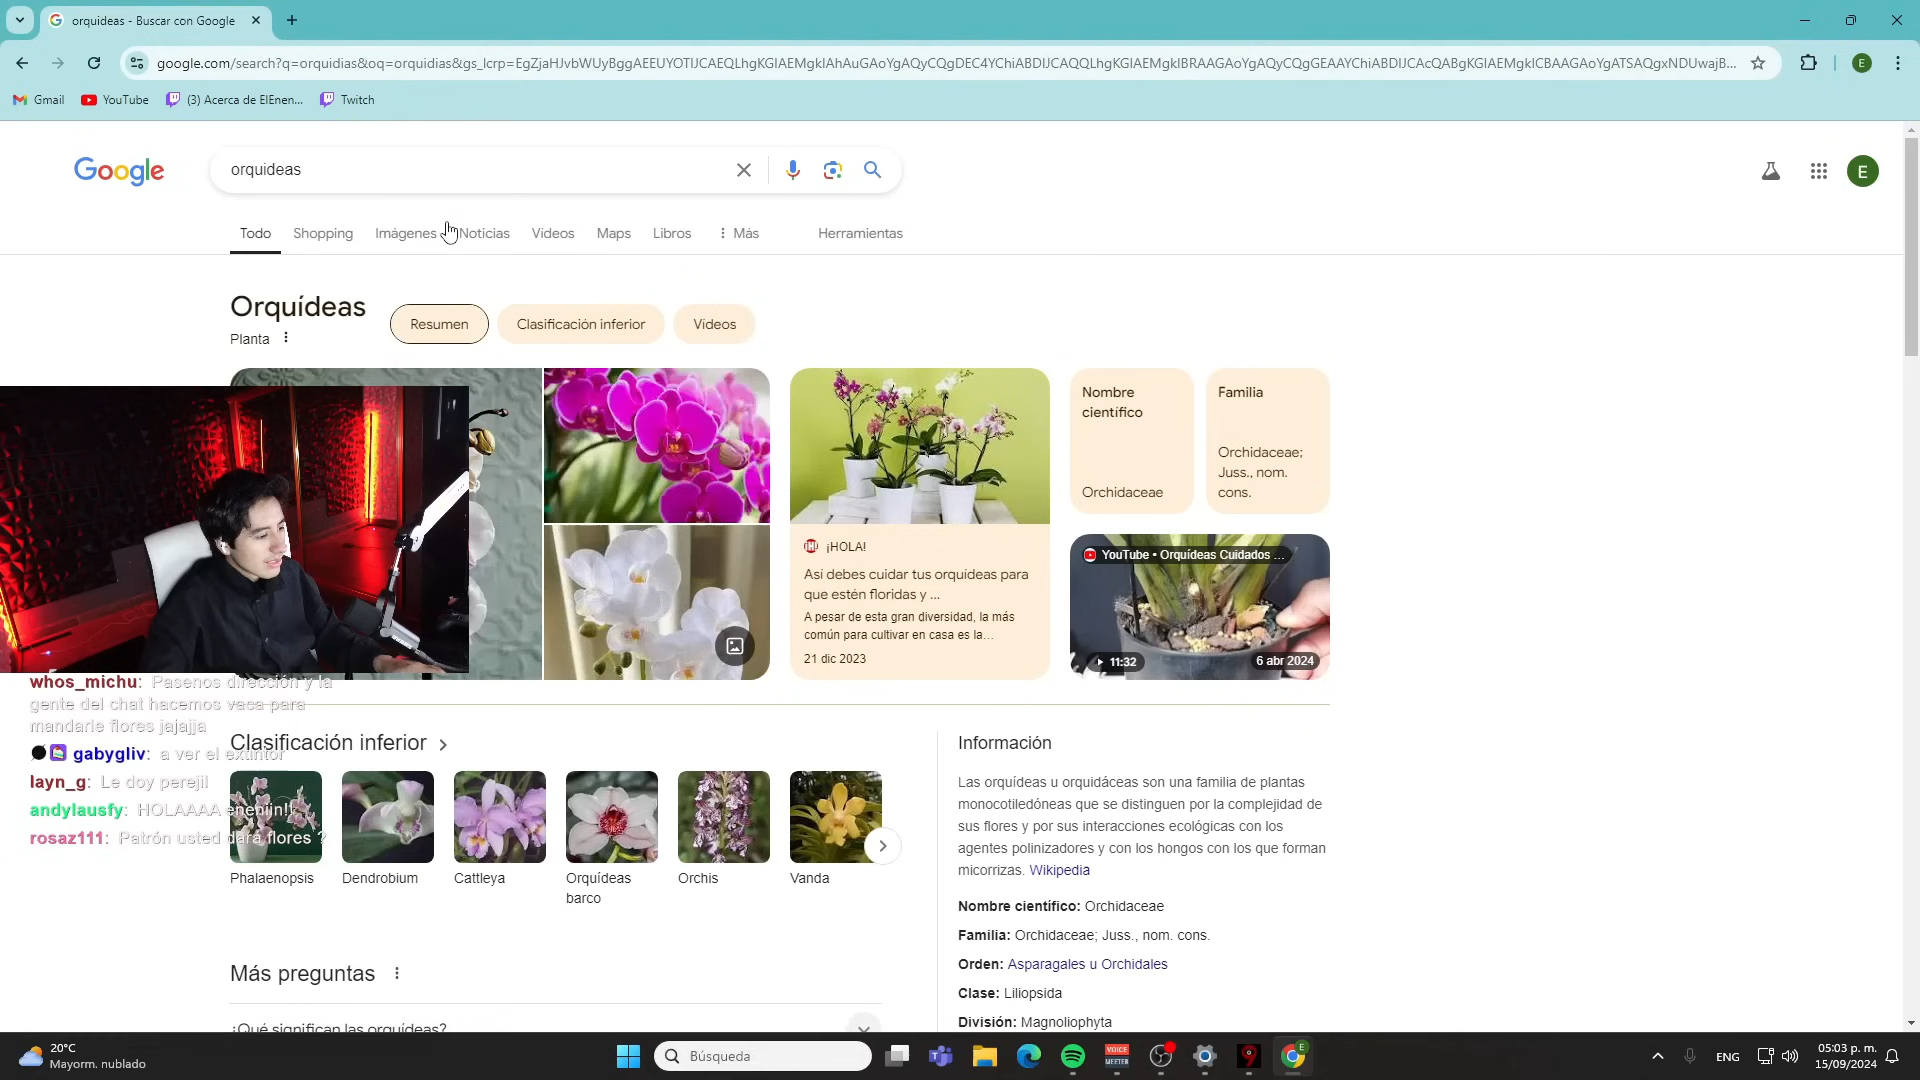 orquideas - Buscar con Google
google.com/search?q=orquidias&oq=orquidias&gs_lcrp=EgZjaHJvbWUyBggAEEUYOTIJCAEQLhgKGIAEMgkIAhAuGAoYgAQyCQgDEC4YChiABDIJCAQQLhgKGIAEMgkIBRAAGAoYgAQyCQgGEAAYChiABDIJCAcQABgKGIAEMgkICBAAGAoYgATSAQgxNDUwajB...
Gmail YouTube (3) Acerca de ElEnen... Twitch
Google
orquideas
E
Todo Shopping Imágenes Noticias Videos Maps Libros Más Herramientas
Orquídeas
Planta
Resumen Clasificación inferior Vídeos
¡HOLA!
Así debes cuidar tus orquídeas para
que estén floridas y ...
A pesar de esta gran diversidad, la más
común para cultivar en casa es la...
21 dic 2023
Nombre
científico
Orchidaceae
Familia
Orchidaceae;
Juss., nom.
cons.
YouTube • Orquídeas Cuidados ...
11:32 6 abr 2024
whos_michu: Pasenos dirección y la
gente del chat hacemos vaca para
mandarle flores jajajja
gabygliv: a ver el extintor
layn_g: Le doy perejil
andylausfy: HOLAAAA eneniin!!
rosaz111: Patrón usted dará flores ?
Clasificación inferior
Phalaenopsis
Dendrobium
Cattleya
Orquídeas
barco
Orchis
Vanda
Más preguntas
¿Qué significan las orquídeas?
Información
Las orquídeas u orquidáceas son una familia de plantas
monocotiledóneas que se distinguen por la complejidad de
sus flores y por sus interacciones ecológicas con los
agentes polinizadores y con los hongos con los que forman
micorrizas. Wikipedia
Nombre científico: Orchidaceae
Familia: Orchidaceae; Juss., nom. cons.
Orden: Asparagales u Orchidales
Clase: Liliopsida
División: Magnoliophyta
20°C
Mayorm. nublado
Búsqueda
VOICE
MEETER
ENG
05:03 p. m.
15/09/2024